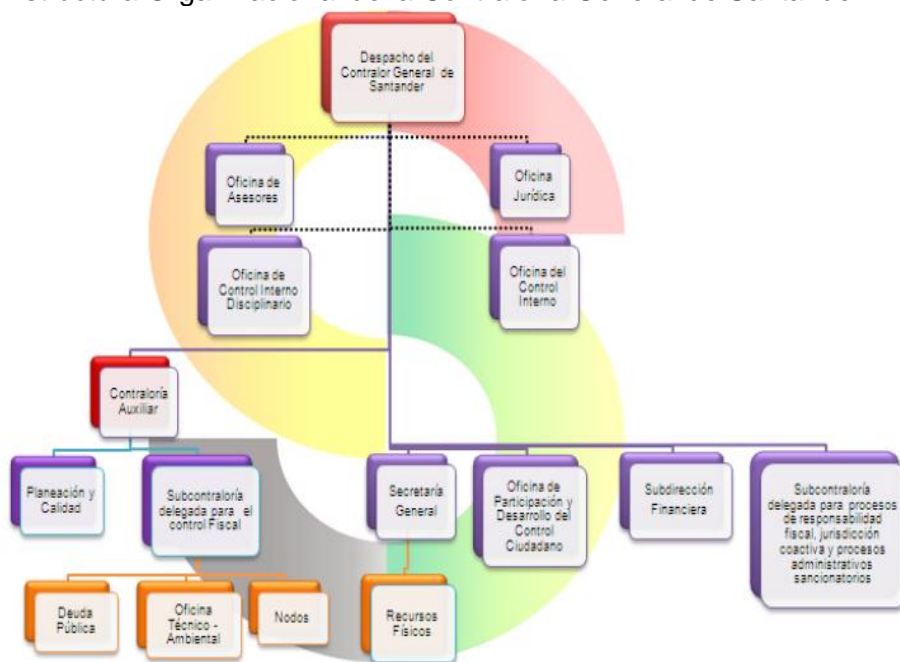 Despacho del
Contralor General de
Santander
Oficina de
Asesores
Oficina
Jurídica
Oficina de
Control Interno
Disciplinario
Oficina del
Control
Interno
Contraloría
Auxiliar
Planeación y
Calidad
Subcontraloría
delegada para el
control Fiscal
Secretaría
General
Oficina de
Participación y
Desarrollo del
Control
Ciudadano
Subdirección
Financiera
Subcontraloría
delegada para procesos
de responsabilidad
fiscal, jurisdicción
coactiva y procesos
administrativos
sancionatorios
Deuda
Pública
Oficina
Técnico -
Ambiental
Nodos
Recursos
Físicos